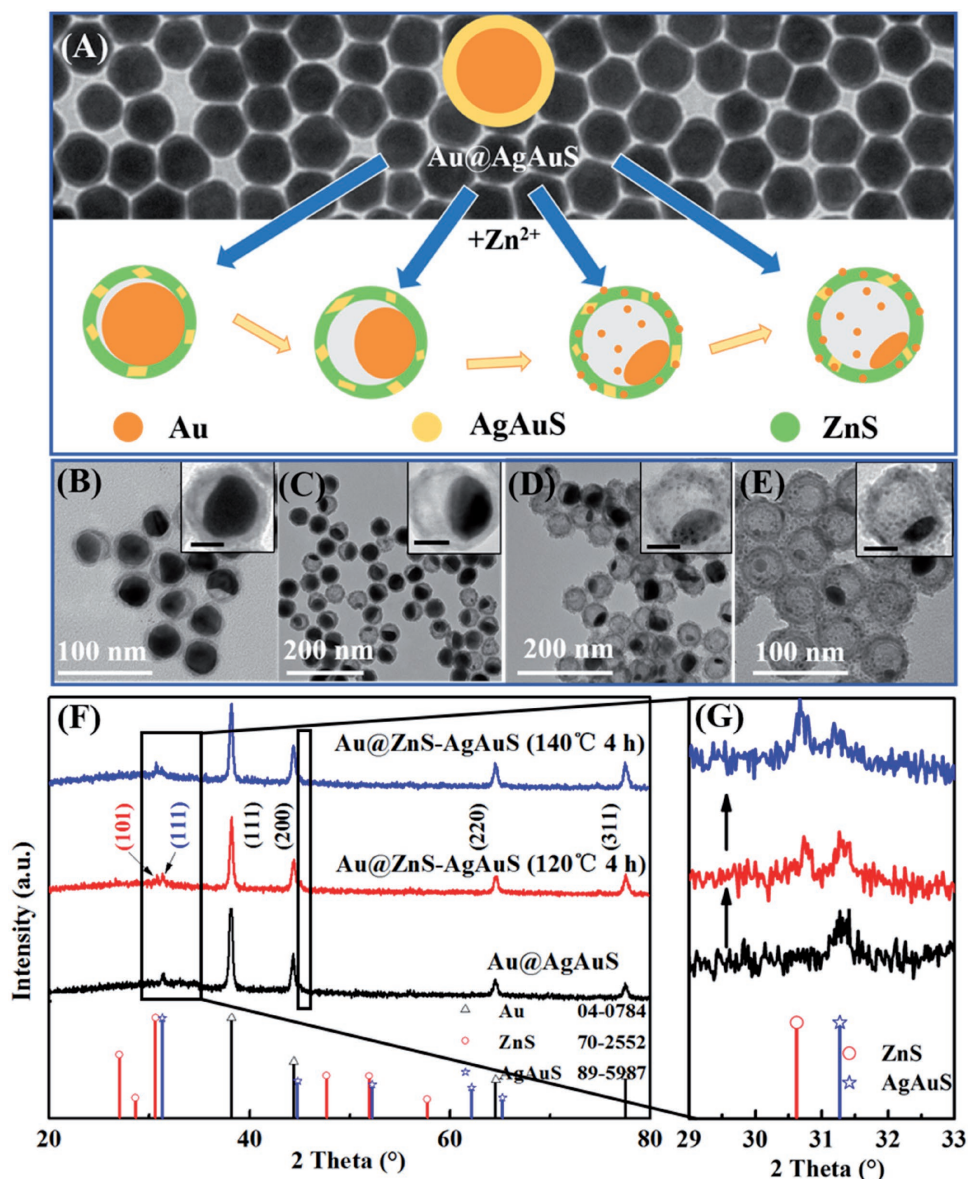 (A)
Au@AgAuS
+Zn²⁺
Au
AgAuS
ZnS
(B)
100 nm
(C)
200 nm
(D)
200 nm
(E)
100 nm
(F)
Au@ZnS-AgAuS (140℃ 4 h)
(101)
(111)
(111)
(200)
(220)
(311)
Au@ZnS-AgAuS (120℃ 4 h)
Au@AgAuS
Au 04-0784
ZnS 70-2552
AgAuS 89-5987
Intensity (a.u.)
20 40 60 80
2 Theta (°)
(G)
ZnS
AgAuS
29 30 31 32 33
2 Theta (°)